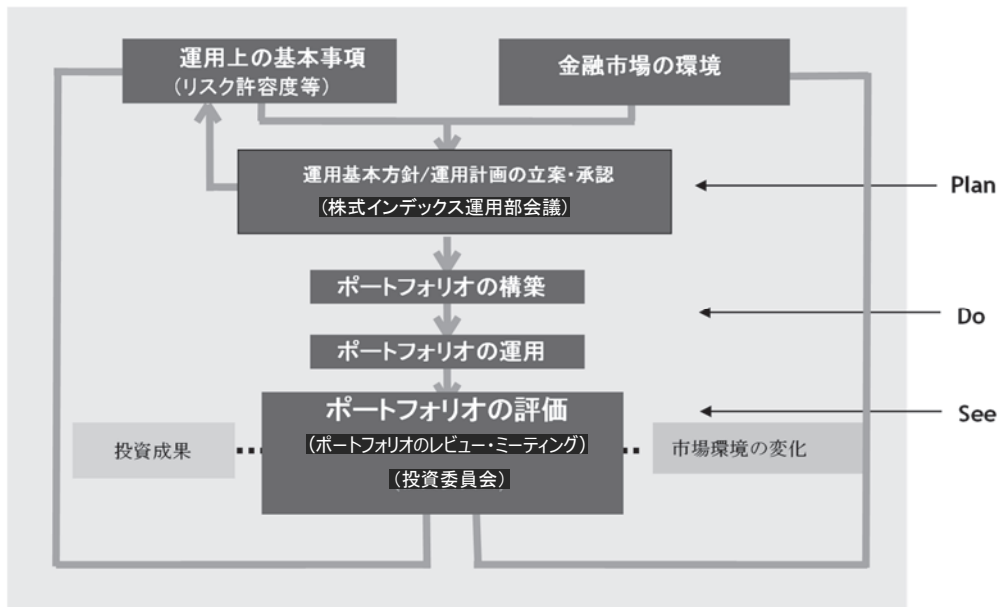 運用上の基本事項
（リスク許容度等）
金融市場の環境
運用基本方針/運用計画の立案・承認
（株式インデックス運用部会議）
Plan
ポートフォリオの構築
Do
ポートフォリオの運用
ポートフォリオの評価
（ポートフォリオのレビュー・ミーティング）
（投資委員会）
See
投資成果
市場環境の変化